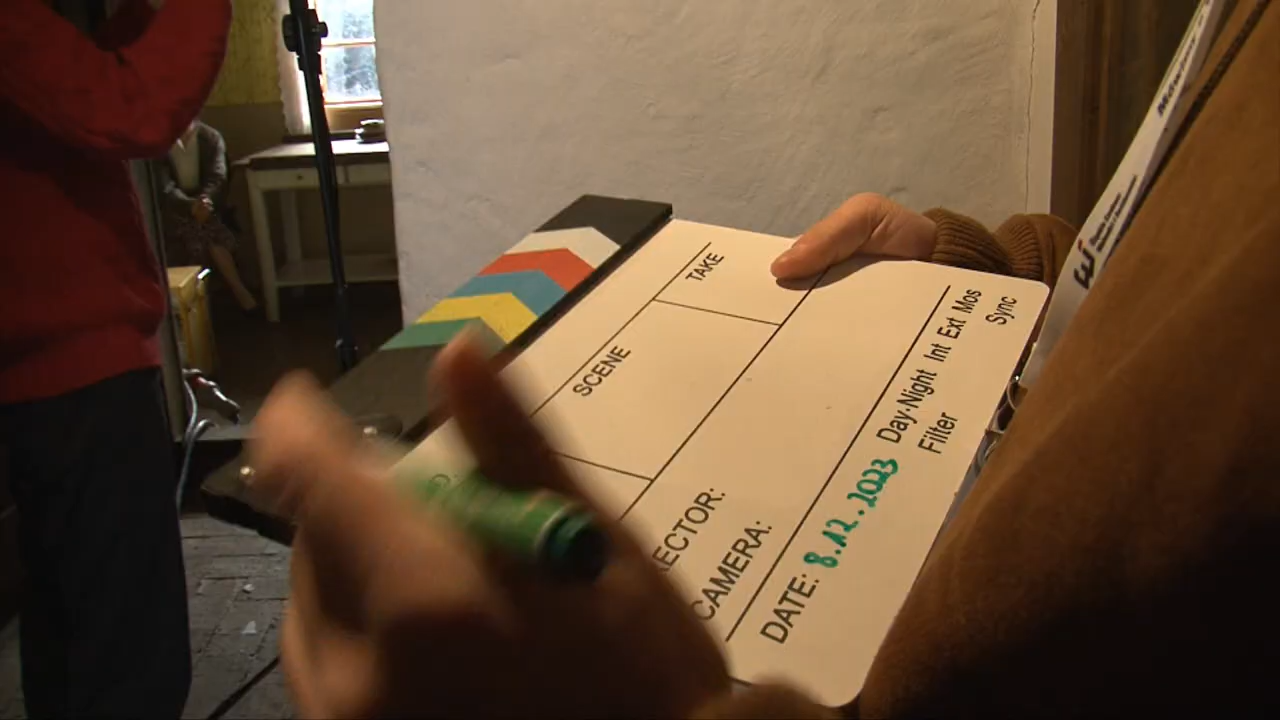 TAKE
SCENE
RECTOR:
CAMERA:
DATE: 8.12.2023 Day·Night Int Ext Mos
Filter Sync